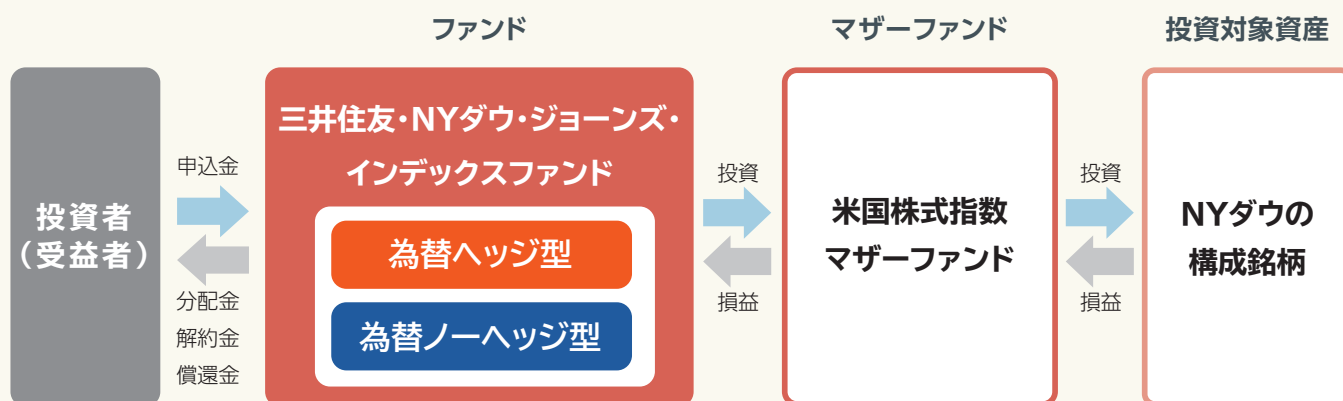 ファンド
マザーファンド
投資対象資産
投資者
（受益者）
申込金
分配金
解約金
償還金
三井住友・NYダウ・ジョーンズ・
インデックスファンド
為替ヘッジ型
為替ノーヘッジ型
投資
損益
米国株式指数
マザーファンド
投資
損益
NYダウの
構成銘柄